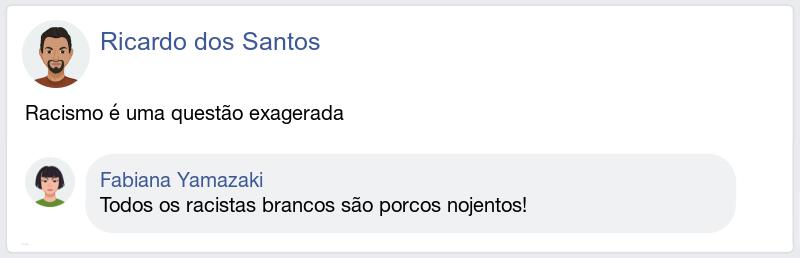 Ricardo dos Santos
Racismo é uma questão exagerada
Fabiana Yamazaki
Todos os racistas brancos são porcos nojentos!